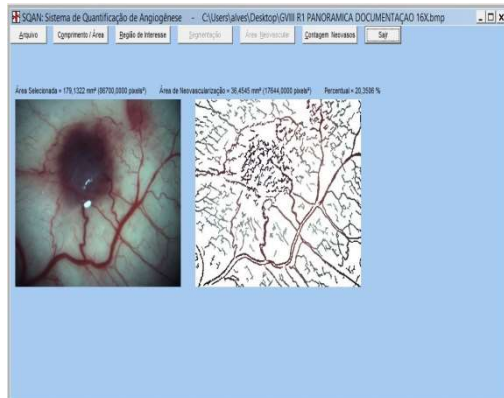 SQAN: Sistema de Quantificação de Angiogênese - C:\Users\alves\Desktop\GVIII R1 PANORAMICA DOCUMENTAÇAO 16X.bmp
Arquivo Comprimento / Área Região de Interesse Segmentação Área Neovascular Contagem Neovasos Sair
Área Selecionada = 179,1322 mm² (86700,0000 pixels²) Área de Neovascularização = 36,4545 mm² (17644,0000 pixels²) Percentual = 20,3506 %